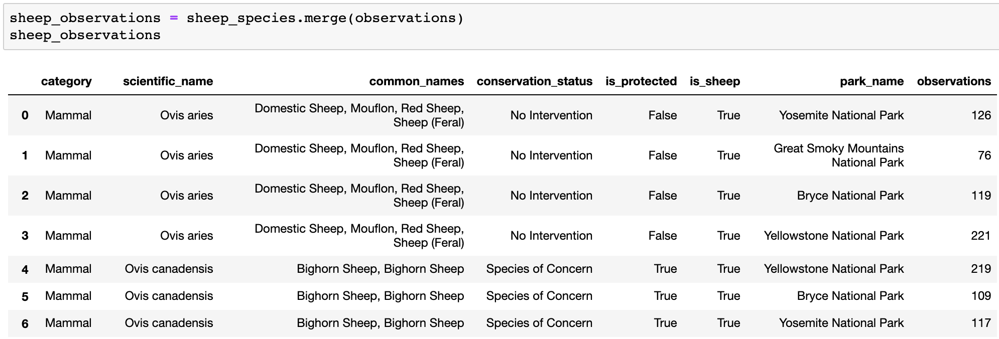 sheep_observations = sheep_species.merge(observations)
sheep_observations
category scientific_name common_names conservation_status is_protected is_sheep park_name observations
0 Mammal Ovis aries Domestic Sheep, Mouflon, Red Sheep, Sheep (Feral) No Intervention False True Yosemite National Park 126
1 Mammal Ovis aries Domestic Sheep, Mouflon, Red Sheep, Sheep (Feral) No Intervention False True Great Smoky Mountains National Park 76
2 Mammal Ovis aries Domestic Sheep, Mouflon, Red Sheep, Sheep (Feral) No Intervention False True Bryce National Park 119
3 Mammal Ovis aries Domestic Sheep, Mouflon, Red Sheep, Sheep (Feral) No Intervention False True Yellowstone National Park 221
4 Mammal Ovis canadensis Bighorn Sheep, Bighorn Sheep Species of Concern True True Yellowstone National Park 219
5 Mammal Ovis canadensis Bighorn Sheep, Bighorn Sheep Species of Concern True True Bryce National Park 109
6 Mammal Ovis canadensis Bighorn Sheep, Bighorn Sheep Species of Concern True True Yosemite National Park 117